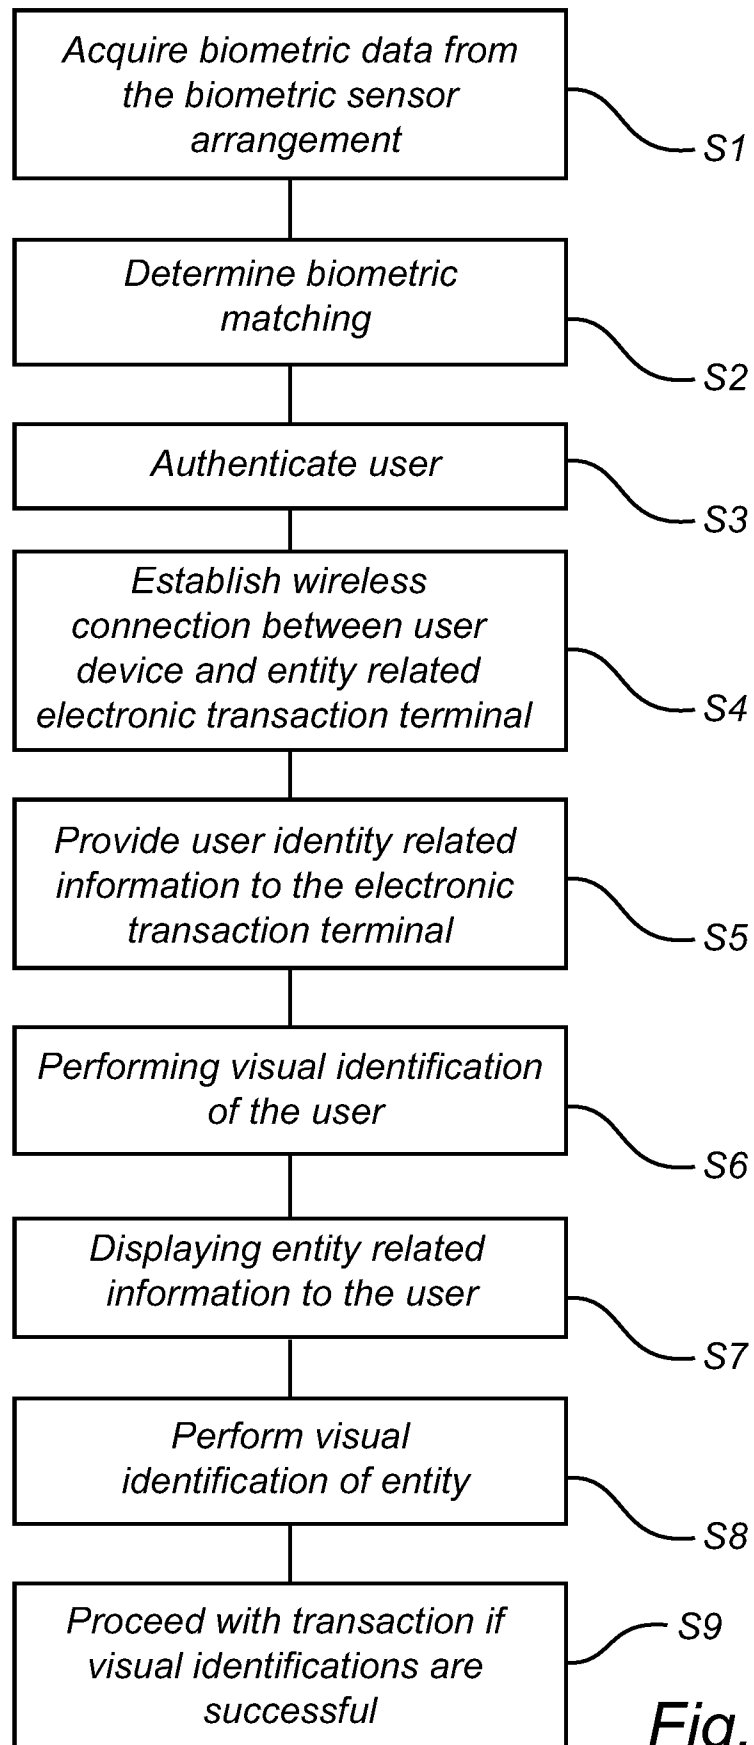 Acquire biometric data from
the biometric sensor
arrangement
S1
Determine biometric
matching
S2
Authenticate user
S3
Establish wireless
connection between user
device and entity related
electronic transaction terminal
S4
Provide user identity related
information to the electronic
transaction terminal
S5
Performing visual identification
of the user
S6
Displaying entity related
information to the user
S7
Perform visual
identification of entity
S8
Proceed with transaction if
visual identifications are
successful
S9
Fig.